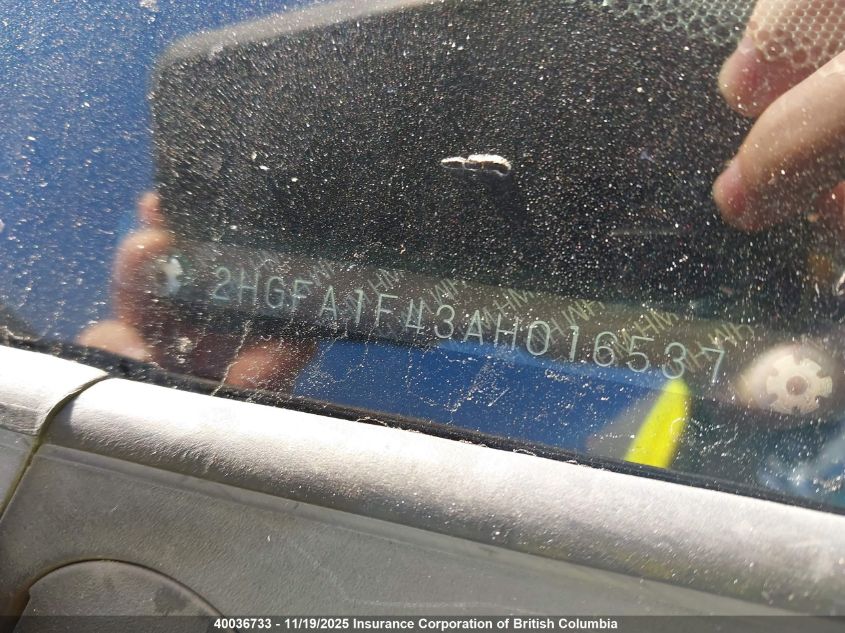 2HGFA1F43AH016537
40036733 - 11/19/2025 Insurance Corporation of British Columbia